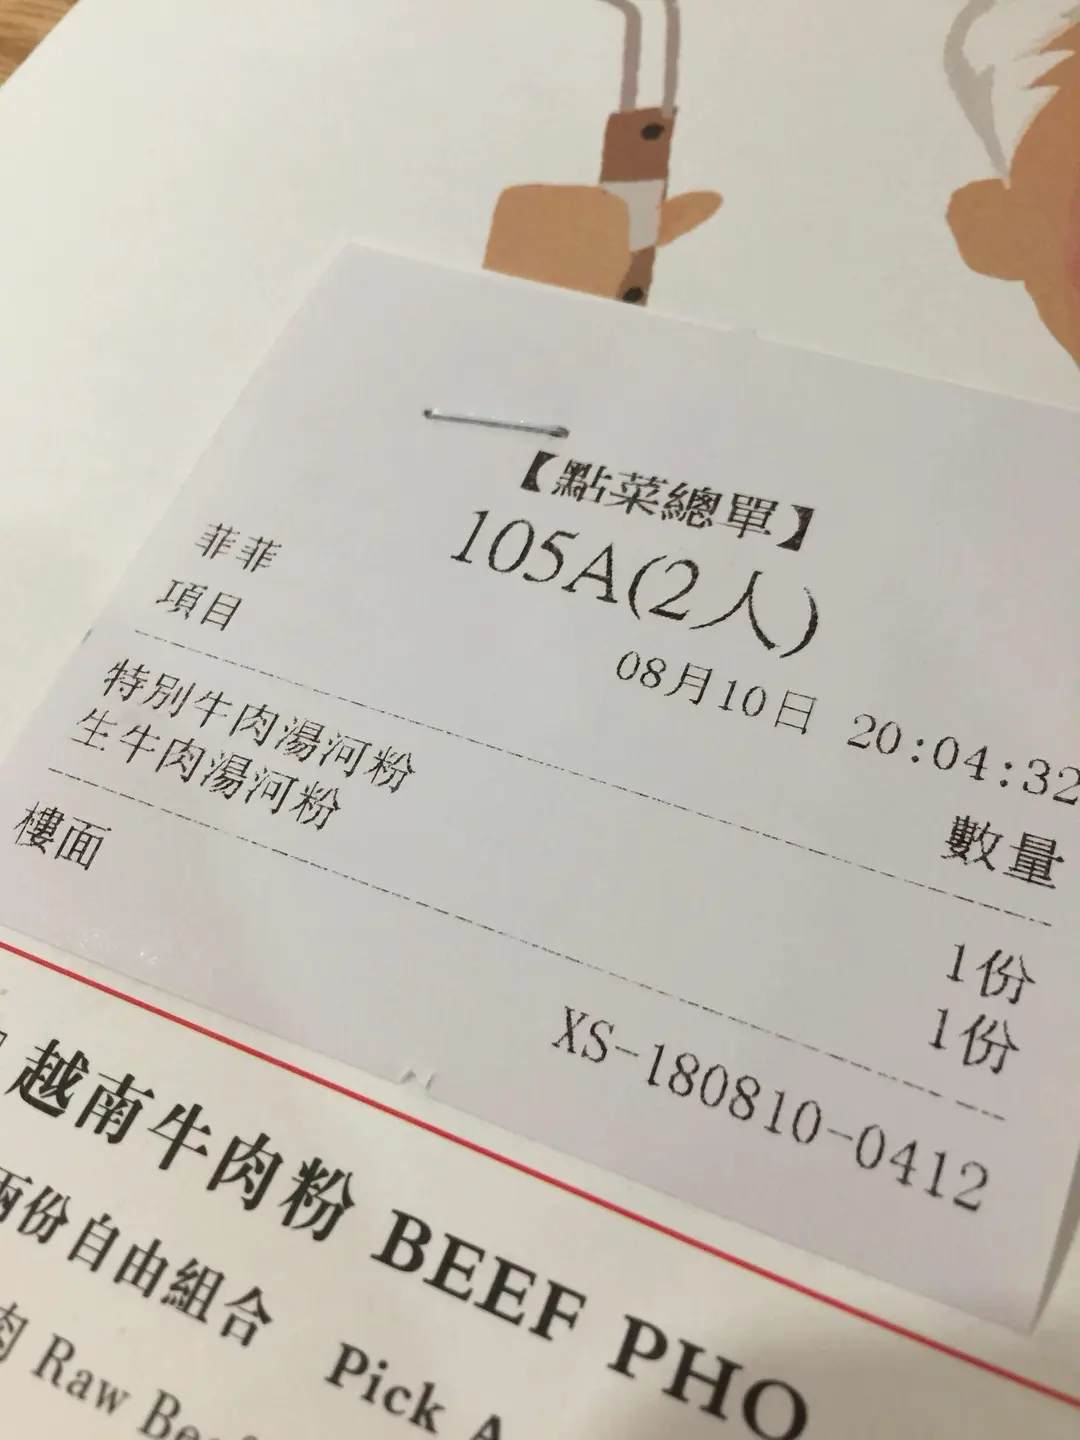 【點菜總單】
105A(2人)
菲菲
08月10日 20:04:32
項目 數量
特別牛肉湯河粉 1份
生牛肉湯河粉 1份
樓面 XS-180810-0412
越南牛肉粉 BEEF PHO
兩份自由組合 Pick A
肉 Raw Beef